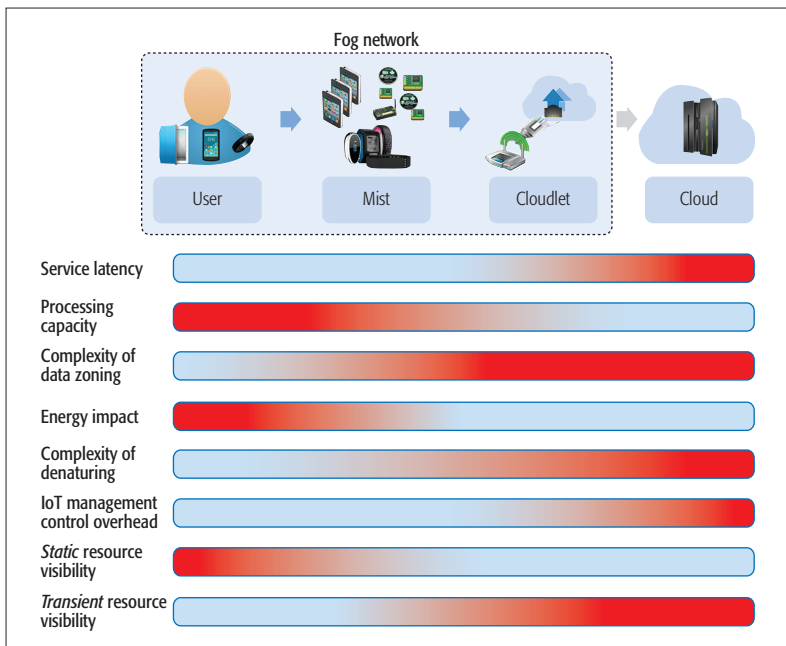 Fog network
User
Mist
Cloudlet
Cloud
Service latency
Processing
capacity
Complexity of
data zoning
Energy impact
Complexity of
denaturing
IoT management
control overhead
Static resource
visibility
Transient resource
visibility